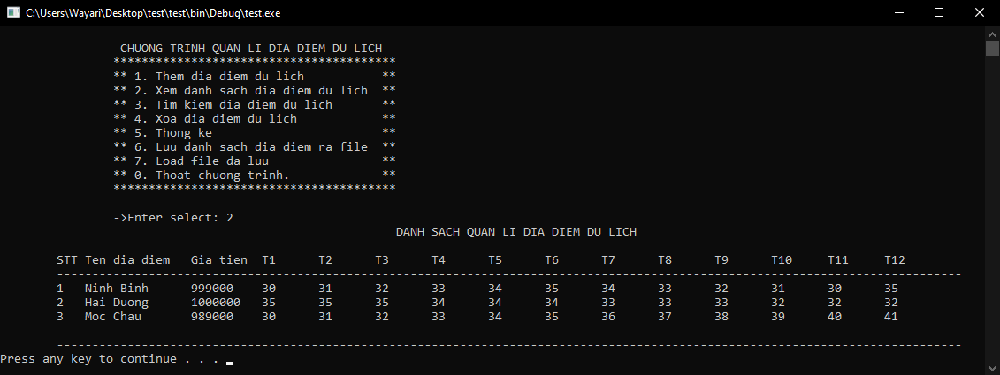 C:\Users\Wayari\Desktop\test\test\bin\Debug\test.exe
CHUONG TRINH QUAN LI DIA DIEM DU LICH
****************************************
** 1. Them dia diem du lich           **
** 2. Xem danh sach dia diem du lich  **
** 3. Tim kiem dia diem du lich       **
** 4. Xoa dia diem du lich            **
** 5. Thong ke                        **
** 6. Luu danh sach dia diem ra file  **
** 7. Load file da luu                **
** 0. Thoat chuong trinh.             **
****************************************
->Enter select: 2
DANH SACH QUAN LI DIA DIEM DU LICH
STT Ten dia diem   Gia tien  T1      T2      T3      T4      T5      T6      T7      T8      T9      T10     T11     T12
--------------------------------------------------------------------------------------------------------------------------------
1   Ninh Binh      999000    30      31      32      33      34      35      34      33      32      31      30      35
2   Hai Duong      1000000   35      35      35      34      34      34      33      33      33      32      32      32
3   Moc Chau       989000    30      31      32      33      34      35      36      37      38      39      40      41
--------------------------------------------------------------------------------------------------------------------------------
Press any key to continue . . .